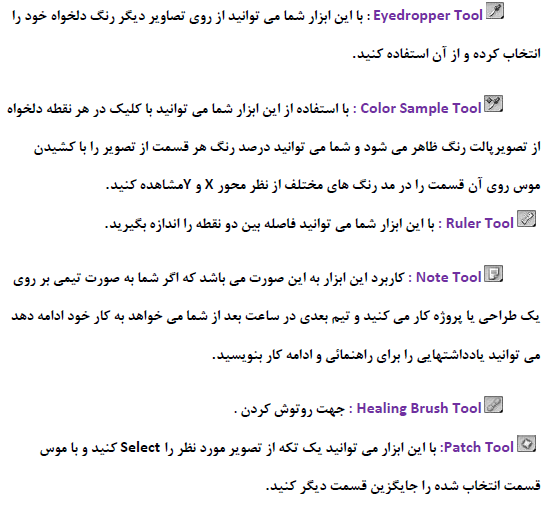 Eyedropper Tool : با این ابزار شما می توانید از روی تصاویر دیگر رنگ دلخواه خود را
انتخاب کرده و از آن استفاده کنید.
Color Sample Tool : با استفاده از این ابزار شما می توانید با کلیک در هر نقطه دلخواه
از تصویرپالت رنگ ظاهر می شود و شما می توانید درصد رنگ هر قسمت از تصویر را با کشیدن
موس روی آن قسمت را در مد رنگ های مختلف از نظر محور X و Yمشاهده کنید.
Ruler Tool : با این ابزار شما می توانید فاصله بین دو نقطه را اندازه بگیرید.
Note Tool : کاربرد این ابزار به این صورت می باشد که اگر شما به صورت تیمی بر روی
یک طراحی یا پروژه کار می کنید و تیم بعدی در ساعت بعد از شما می خواهد به کار خود ادامه دهد
می توانید یادداشتهایی را برای راهنمائی و ادامه کار بنویسید.
Healing Brush Tool : جهت روتوش کردن .
Patch Tool: با این ابزار می توانید یک تکه از تصویر مورد نظر را Select کنید و با موس
قسمت انتخاب شده را جایگزین قسمت دیگر کنید.